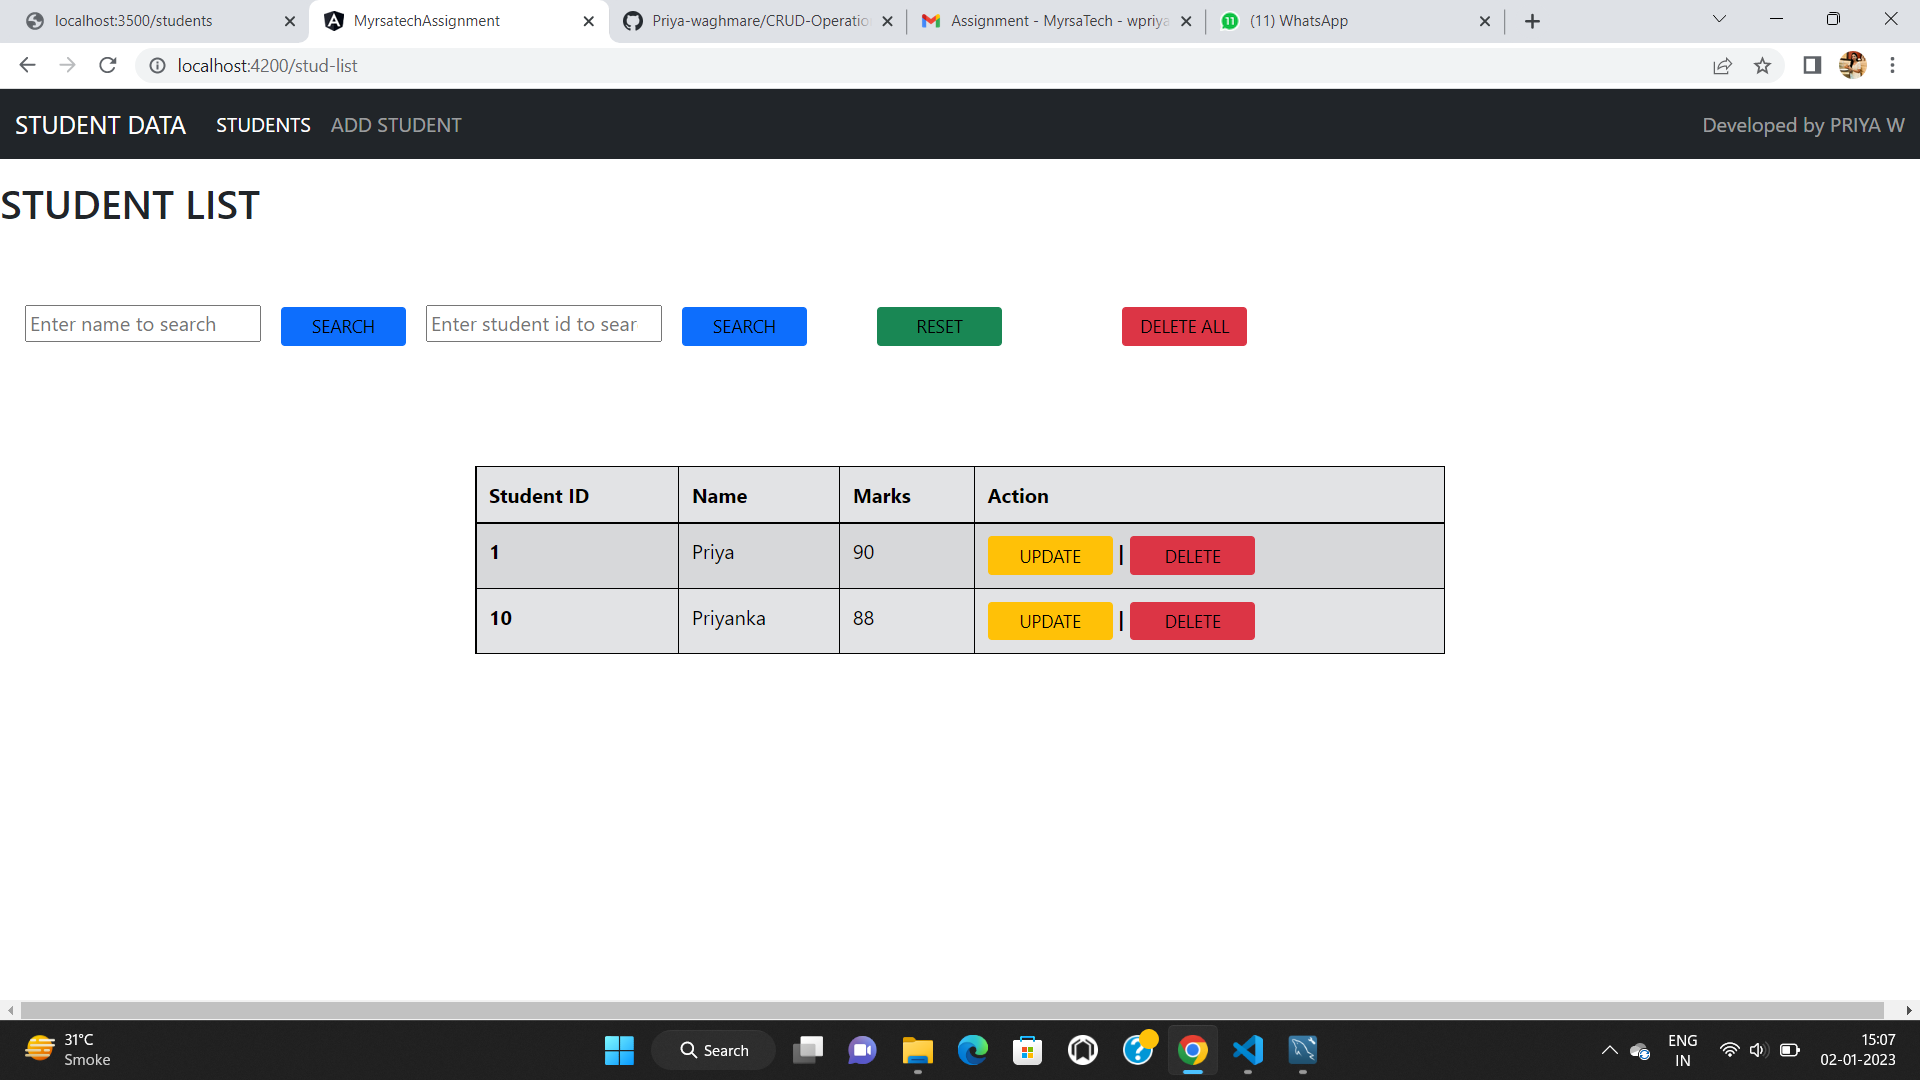 localhost:3500/students
MyrsatechAssignment
Priya-waghmare/CRUD-Operatio
Assignment - MyrsaTech - wpriya
11
(11) WhatsApp
localhost:4200/stud-list
STUDENT DATA
STUDENTS
ADD STUDENT
Developed by PRIYA W
STUDENT LIST
Enter name to search
SEARCH
Enter student id to sear
SEARCH
RESET
DELETE ALL
Student ID Name Marks Action
1 Priya 90 UPDATE | DELETE
10 Priyanka 88 UPDATE | DELETE
31°C
Smoke
Search
ENG
IN
15:07
02-01-2023